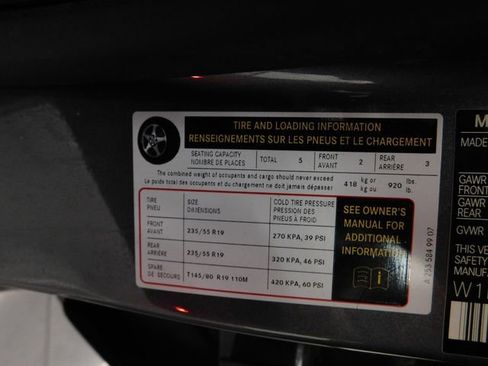 TIRE AND LOADING INFORMATION
RENSEIGNEMENTS SUR LES PNEUS ET LE CHARGEMENT
SEATING CAPACITY TOTAL 5 FRONT 2 REAR 3
NOMBRE DE PLACES AVANT ARRIÈRE
The combined weight of occupants and cargo should never exceed 418 kg or 920 lbs.
Le poids total des occupants et du chargement ne doit jamais dépasser kg ou lb.
TIRE SIZE COLD TIRE PRESSURE
PNEU DIMENSIONS PRESSION DES
PNEUS À FROID
FRONT
AVANT 235/55 R19 270 KPA, 39 PSI
REAR
ARRIÈRE 235/55 R19 320 KPA, 46 PSI
SPARE
DE SECOURS T145/80 R19 110M 420 KPA, 60 PSI
SEE OWNER'S
MANUAL FOR
ADDITIONAL
INFORMATION
A 253 584 99 07
M
MADE
GAWR
FRONT
GAWR
REAR
GVWR
THIS VE
SAFETY
MANUFA
W1